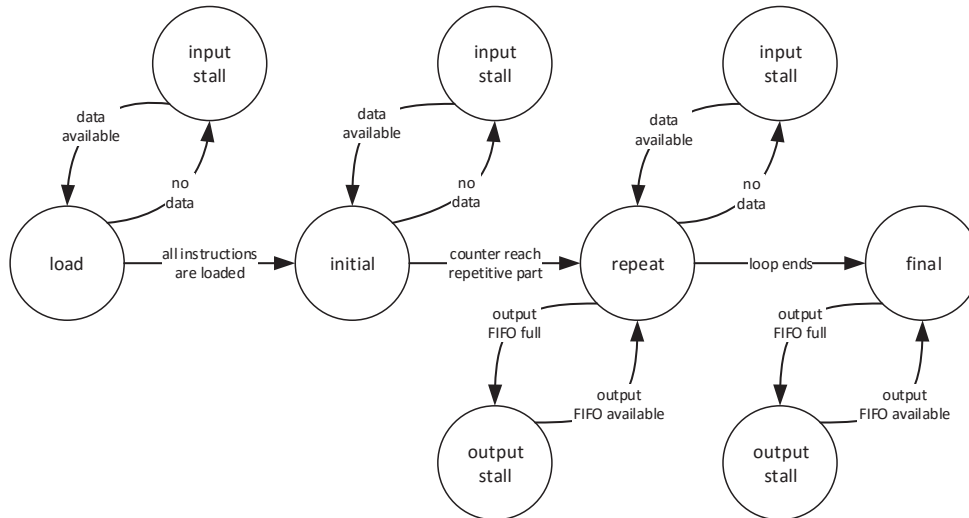 input
stall
input
stall
input
stall
data
available
data
available
data
available
no
data
no
data
no
data
load
all instructions
are loaded
initial
counter reach
repetitive part
repeat
loop ends
final
output
FIFO full
output
FIFO full
output
FIFO available
output
FIFO available
output
stall
output
stall